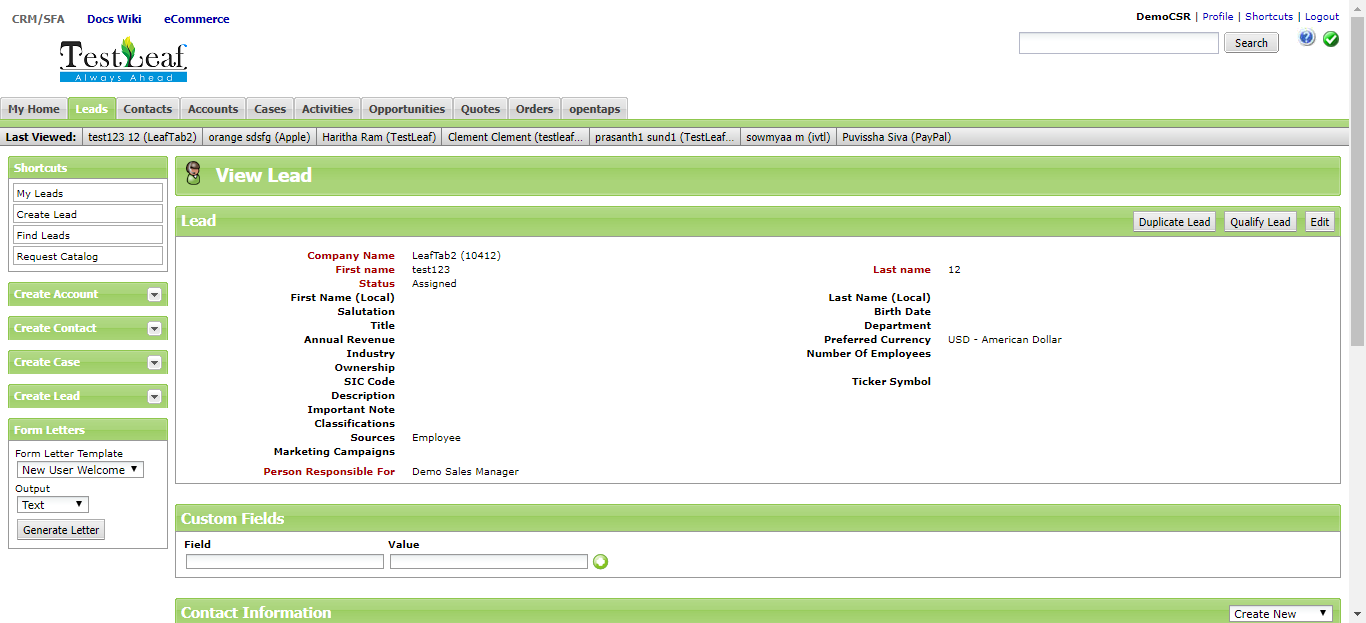 CRM/SFA Docs Wiki eCommerce
DemoCSR | Profile | Shortcuts | Logout
Search
TestLeaf
Always Ahead
My Home Leads Contacts Accounts Cases Activities Opportunities Quotes Orders opentaps
Last Viewed: test123 12 (LeafTab2) orange sdsfg (Apple) Haritha Ram (TestLeaf) Clement Clement (testleaf... prasanth1 sund1 (TestLeaf... sowmyaa m (ivtl) Puvissha Siva (PayPal)
Shortcuts
My Leads
Create Lead
Find Leads
Request Catalog
Create Account
Create Contact
Create Case
Create Lead
Form Letters
Form Letter Template
New User Welcome
Output
Text
Generate Letter
View Lead
Lead Duplicate Lead Qualify Lead Edit
Company Name LeafTab2 (10412)
First name test123 Last name 12
Status Assigned
First Name (Local) Last Name (Local)
Salutation Birth Date
Title Department
Annual Revenue Preferred Currency USD - American Dollar
Industry Number Of Employees
Ownership
SIC Code Ticker Symbol
Description
Important Note
Classifications
Sources Employee
Marketing Campaigns
Person Responsible For Demo Sales Manager
Custom Fields
Field Value
Contact Information Create New